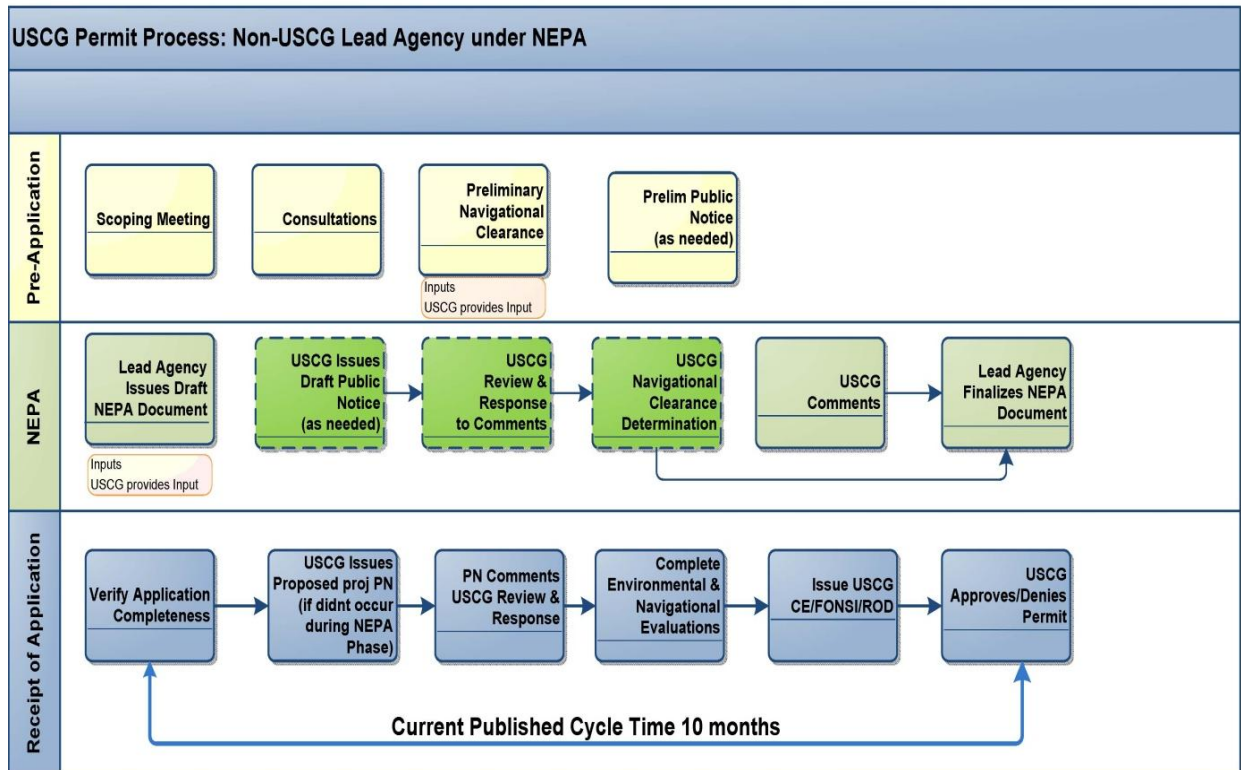 USCG Permit Process: Non-USCG Lead Agency under NEPA
Pre-Application
Scoping Meeting
Consultations
Preliminary
Navigational
Clearance
Inputs
USCG provides Input
Prelim Public
Notice
(as needed)
NEPA
Lead Agency
Issues Draft
NEPA Document
Inputs
USCG provides Input
USCG Issues
Draft Public
Notice
(as needed)
USCG
Review &
Response
to Comments
USCG
Navigational
Clearance
Determination
USCG
Comments
Lead Agency
Finalizes NEPA
Document
Receipt of Application
Verify Application
Completeness
USCG Issues
Proposed proj PN
(if didnt occur
during NEPA
Phase)
PN Comments
USCG Review &
Response
Complete
Environmental &
Navigational
Evaluations
Issue USCG
CE/FONSI/ROD
USCG
Approves/Denies
Permit
Current Published Cycle Time 10 months